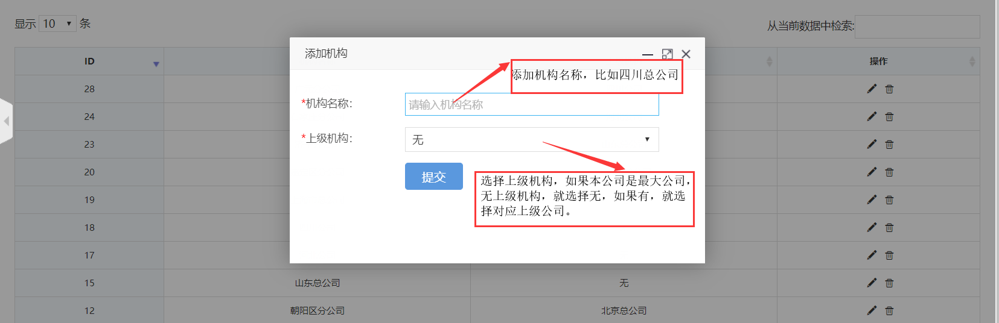 显示 10 条
从当前数据中检索:
添加机构
ID
操作
添加机构名称，比如四川总公司
28
*机构名称：
请输入机构名称
24
*上级机构：
无
23
提交
20
选择上级机构，如果本公司是最大公司，
无上级机构，就选择无，如果有，就选
择对应上级公司。
19
18
17
15 山东总公司 无
12 朝阳区分公司 北京总公司